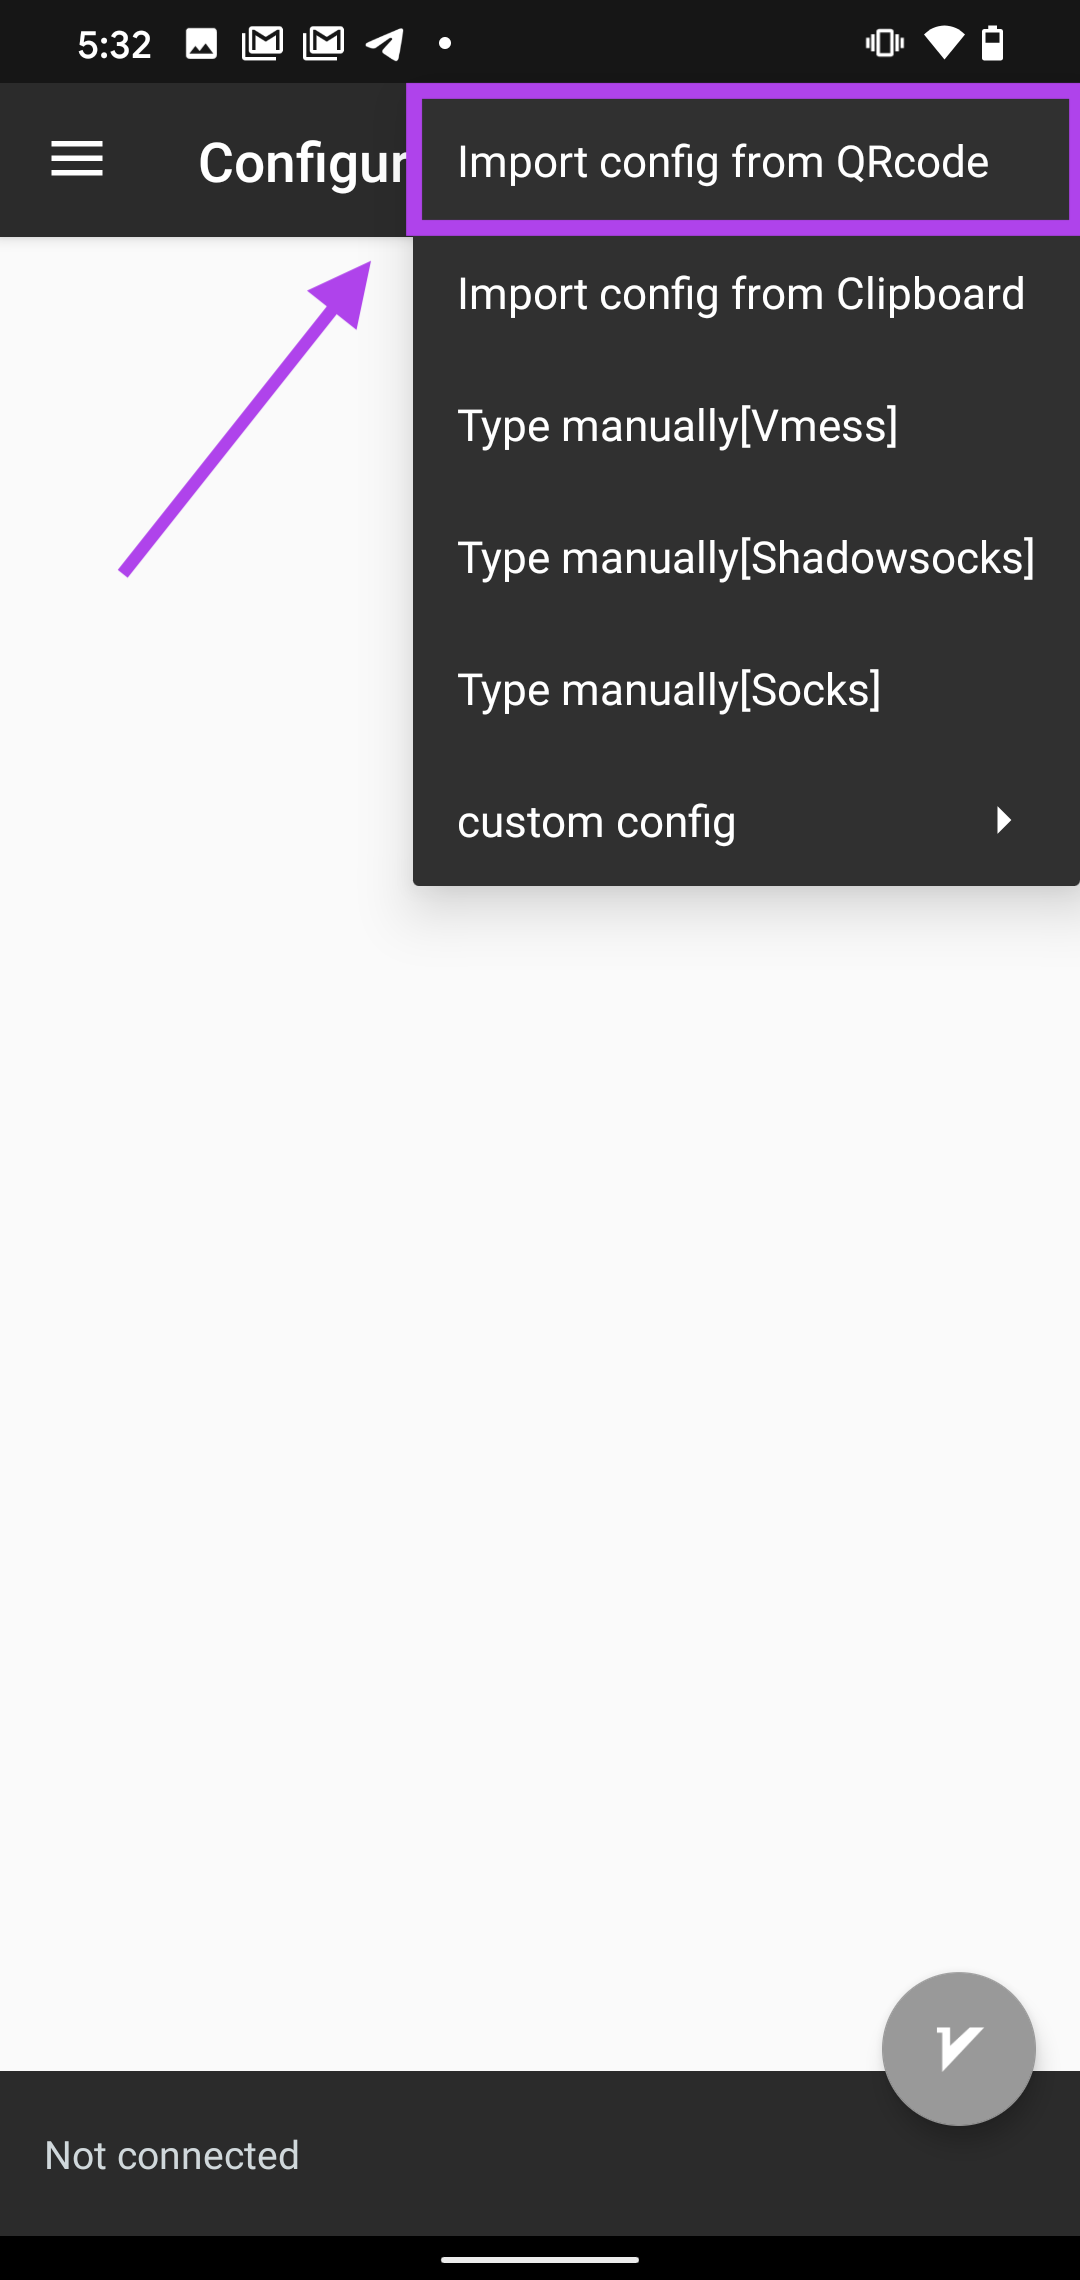 5:32
Configur
Import config from QRcode
Import config from Clipboard
Type manually[Vmess]
Type manually[Shadowsocks]
Type manually[Socks]
custom config
Not connected